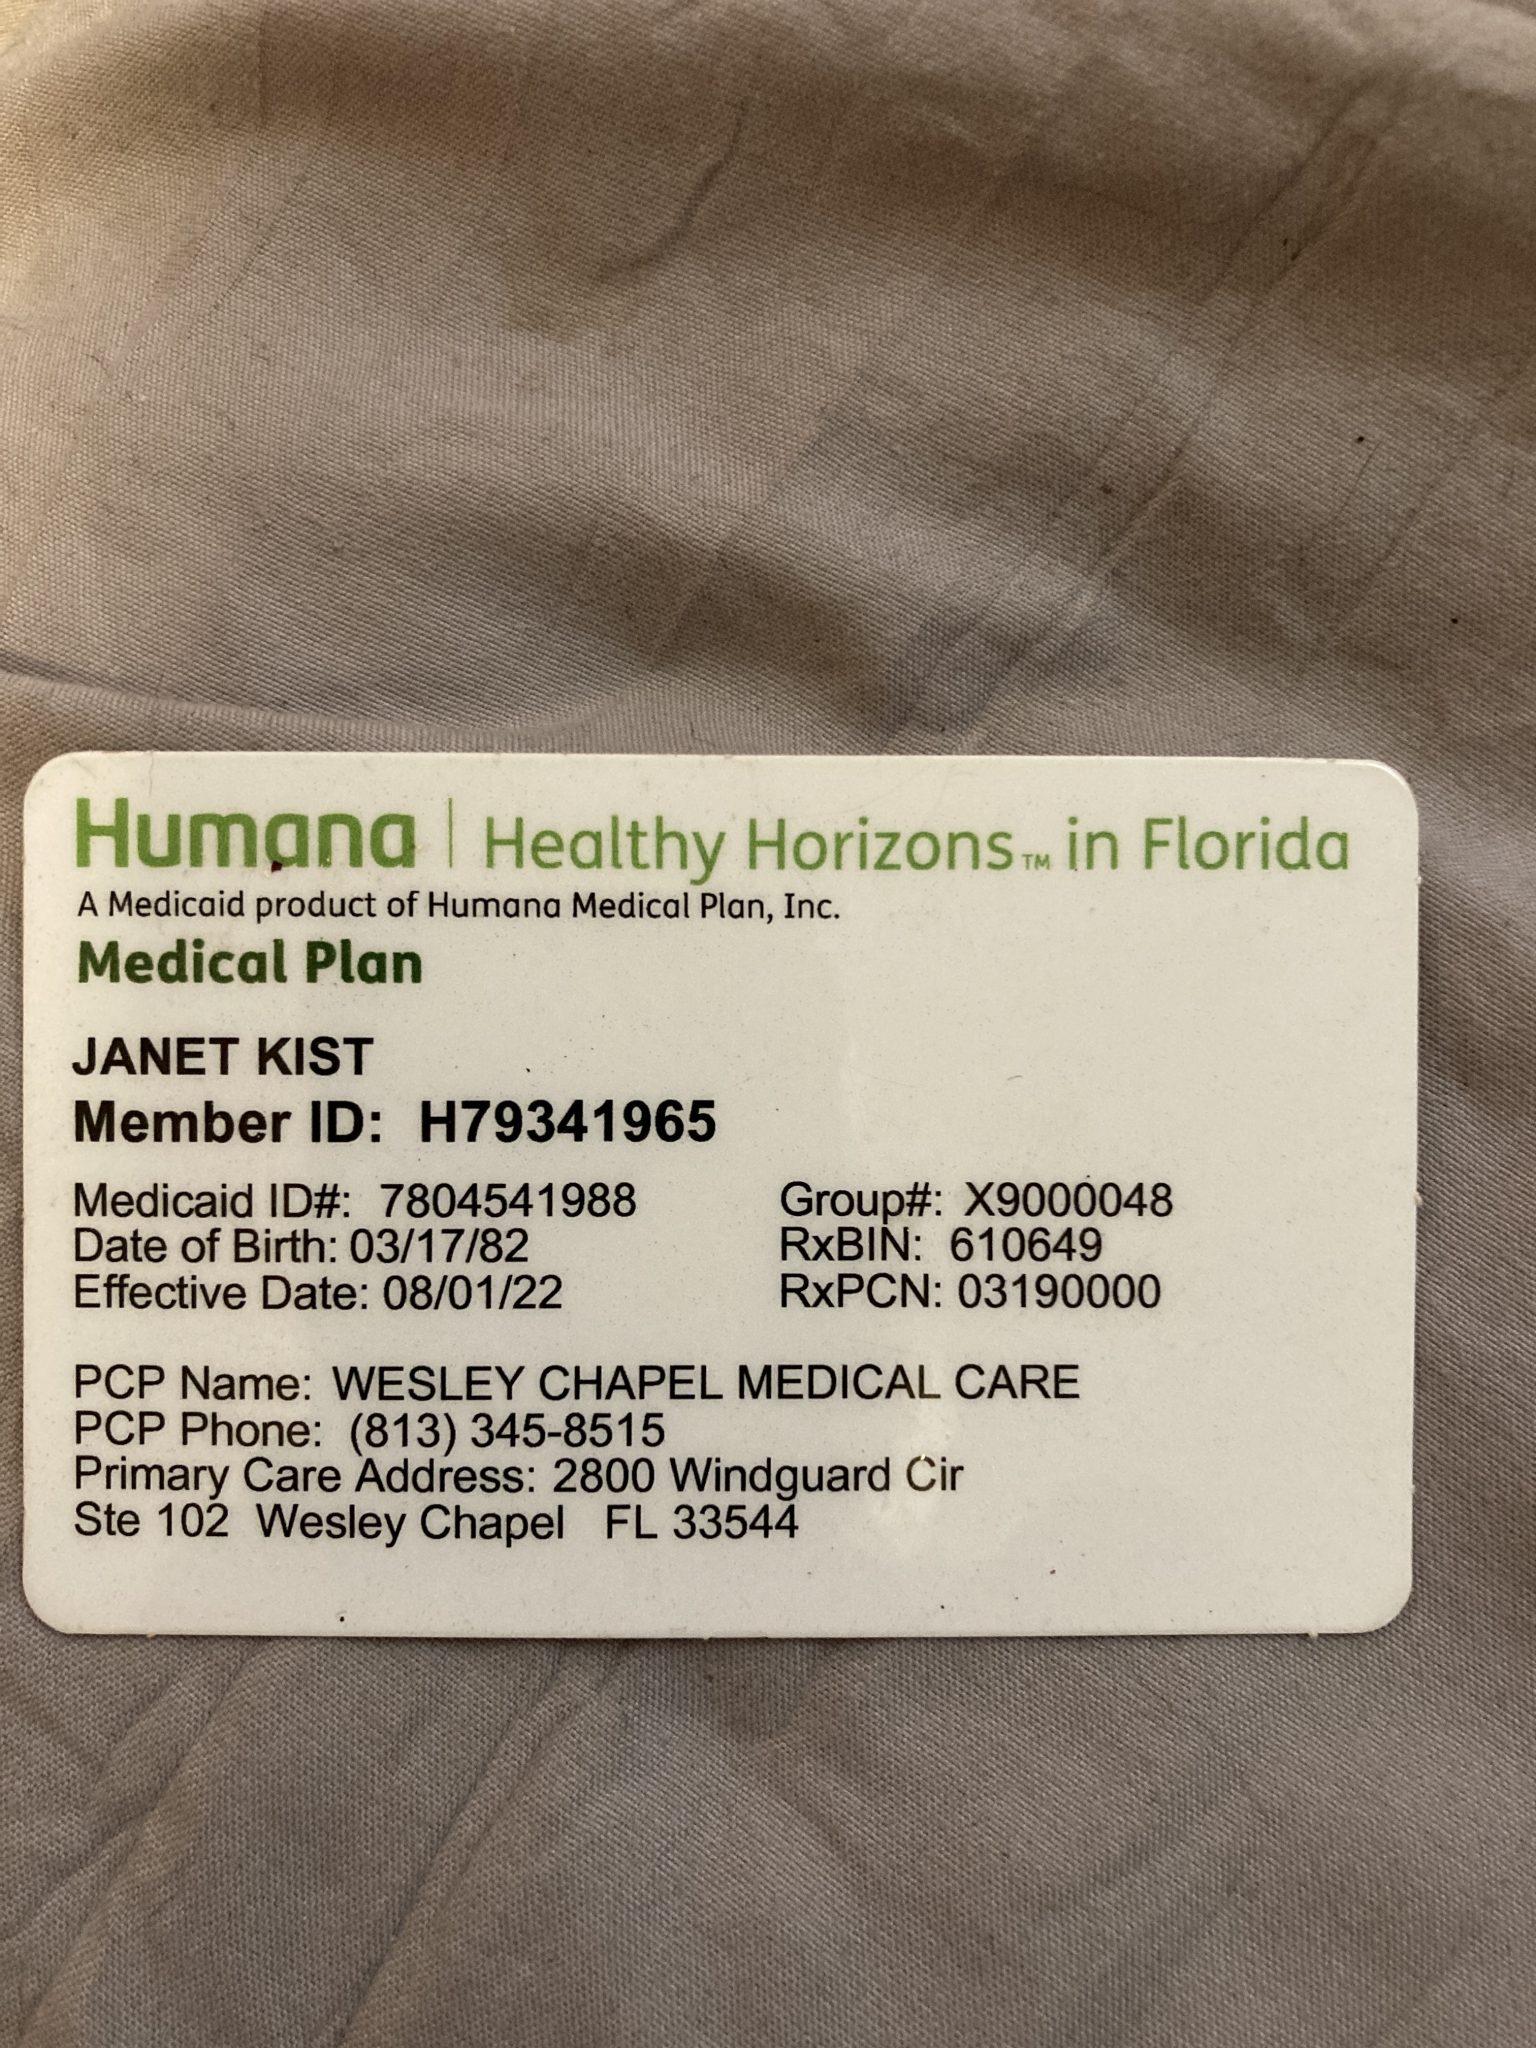 Humana | Healthy Horizons™ in Florida
A Medicaid product of Humana Medical Plan, Inc.
Medical Plan
JANET KIST
Member ID: H79341965
Medicaid ID#: 7804541988 Group#: X9000048
Date of Birth: 03/17/82 RxBIN: 610649
Effective Date: 08/01/22 RxPCN: 03190000
PCP Name: WESLEY CHAPEL MEDICAL CARE
PCP Phone: (813) 345-8515
Primary Care Address: 2800 Windguard Cir
Ste 102 Wesley Chapel FL 33544